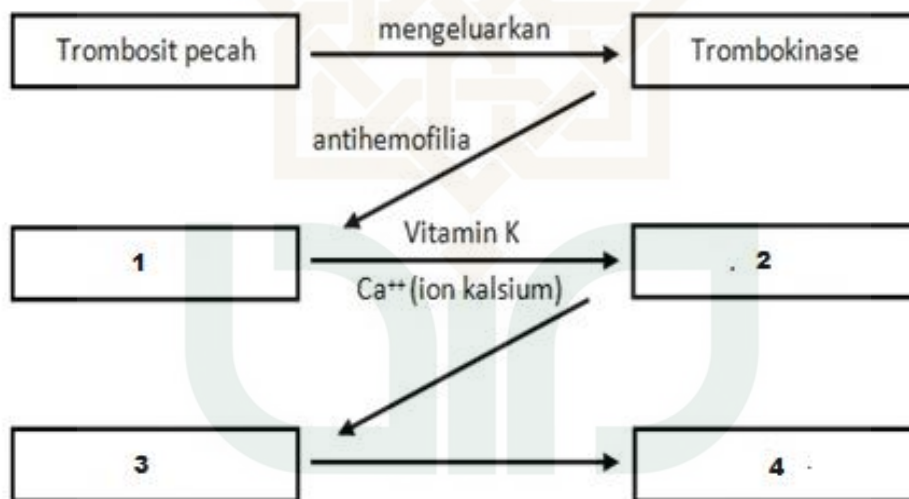 Trombosit pecah
mengeluarkan
Trombokinase
antihemofilia
1
Vitamin K
Ca⁺⁺ (ion kalsium)
2
3
4